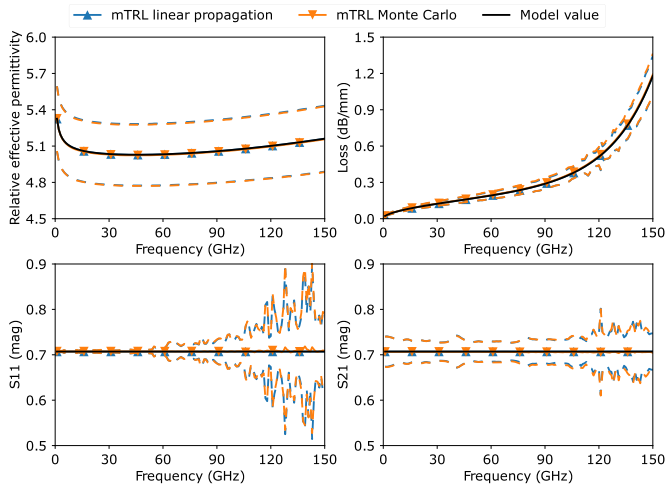 mTRL linear propagation mTRL Monte Carlo Model value
Relative effective permittivity
6.0
5.7
5.4
5.1
4.8
4.5
0 30 60 90 120 150
Frequency (GHz)
Loss (dB/mm)
1.5
1.2
0.9
0.6
0.3
0.0
0 30 60 90 120 150
Frequency (GHz)
S11 (mag)
0.9
0.8
0.7
0.6
0.5
0 30 60 90 120 150
Frequency (GHz)
S21 (mag)
0.9
0.8
0.7
0.6
0.5
0 30 60 90 120 150
Frequency (GHz)